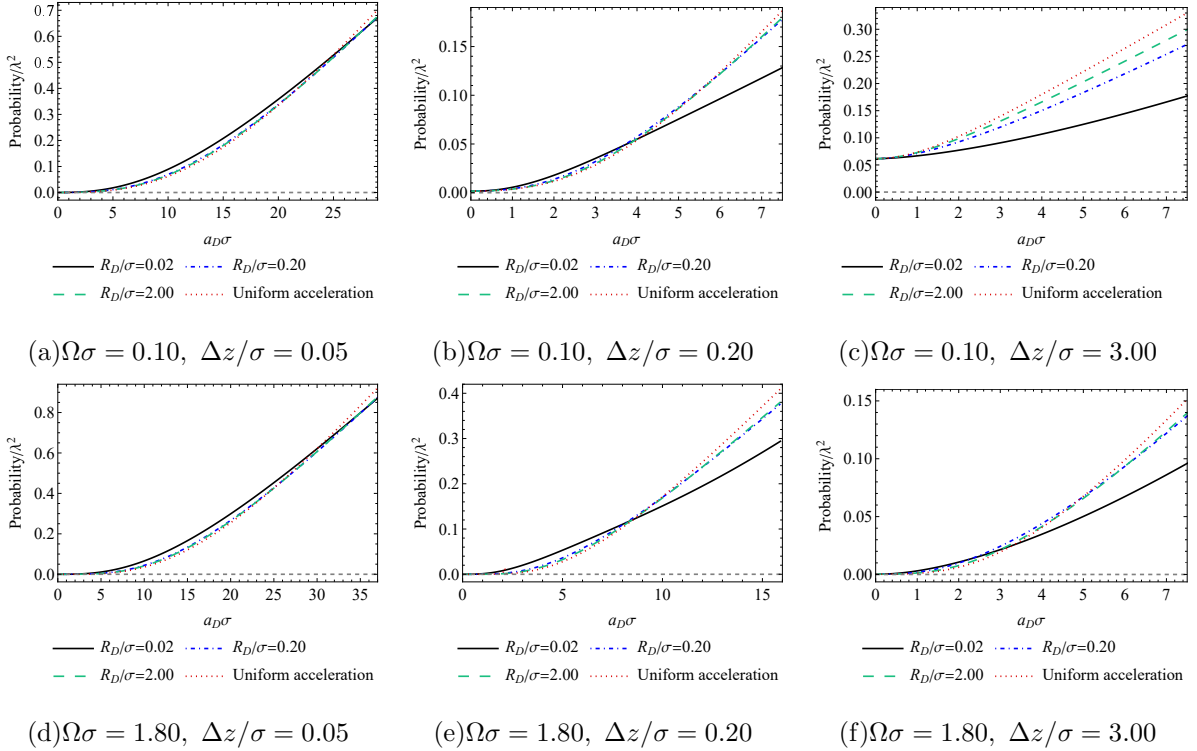 0.7
0.6
0.5
0.4
0.3
0.2
0.1
0.0
Probability/λ²
0 5 10 15 20 25
a_Dσ
R_D/σ=0.02 R_D/σ=0.20
R_D/σ=2.00 Uniform acceleration
(a)Ωσ = 0.10, Δz/σ = 0.05
0.15
0.10
0.05
0.00
Probability/λ²
0 1 2 3 4 5 6 7
a_Dσ
R_D/σ=0.02 R_D/σ=0.20
R_D/σ=2.00 Uniform acceleration
(b)Ωσ = 0.10, Δz/σ = 0.20
0.30
0.25
0.20
0.15
0.10
0.05
0.00
Probability/λ²
0 1 2 3 4 5 6 7
a_Dσ
R_D/σ=0.02 R_D/σ=0.20
R_D/σ=2.00 Uniform acceleration
(c)Ωσ = 0.10, Δz/σ = 3.00
0.8
0.6
0.4
0.2
0.0
Probability/λ²
0 5 10 15 20 25 30 35
a_Dσ
R_D/σ=0.02 R_D/σ=0.20
R_D/σ=2.00 Uniform acceleration
(d)Ωσ = 1.80, Δz/σ = 0.05
0.4
0.3
0.2
0.1
0.0
Probability/λ²
5 10 15
a_Dσ
R_D/σ=0.02 R_D/σ=0.20
R_D/σ=2.00 Uniform acceleration
(e)Ωσ = 1.80, Δz/σ = 0.20
0.15
0.10
0.05
0.00
Probability/λ²
0 1 2 3 4 5 6 7
a_Dσ
R_D/σ=0.02 R_D/σ=0.20
R_D/σ=2.00 Uniform acceleration
(f)Ωσ = 1.80, Δz/σ = 3.00